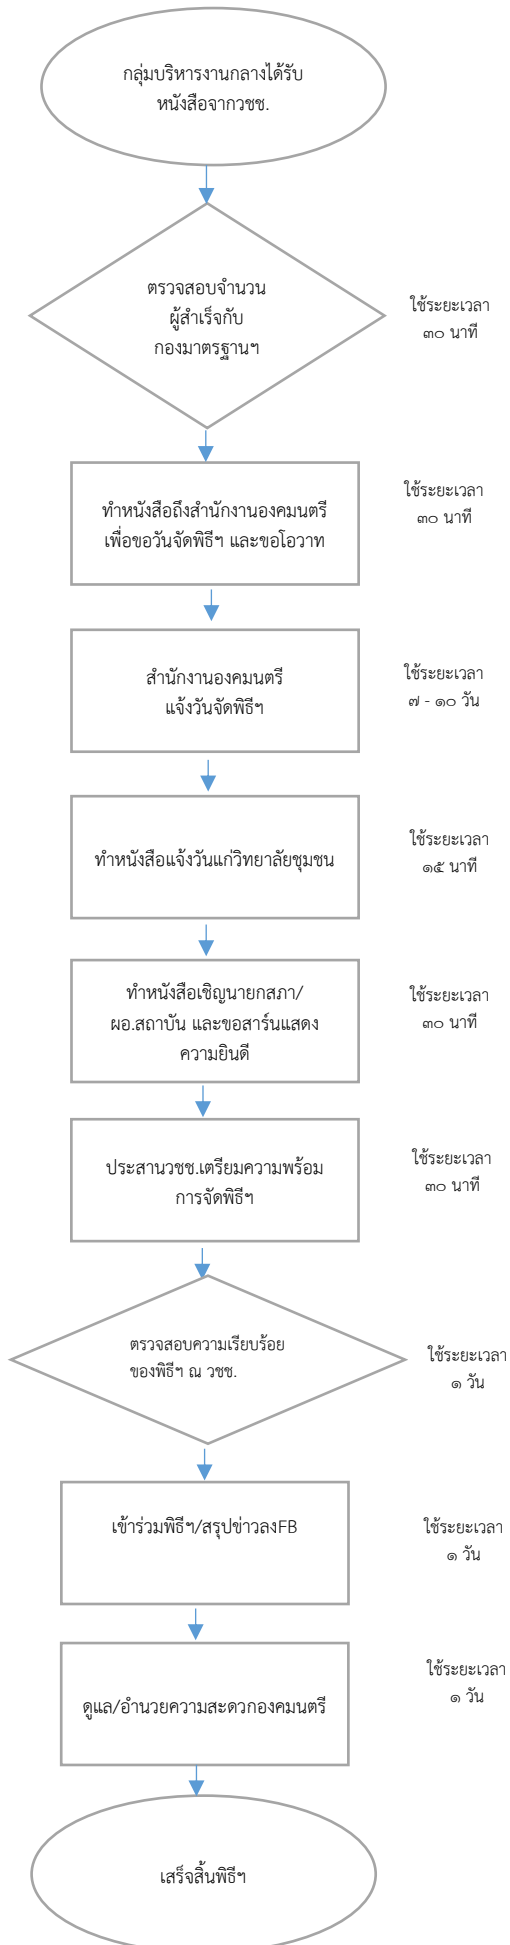 กลุ่มบริหารงานกลางได้รับ
หนังสือจากวชช.
ตรวจสอบจำนวน
ผู้สำเร็จกับ
กองมาตรฐานฯ
ใช้ระยะเวลา
๓๐ นาที
ทำหนังสือถึงสำนักงานองคมนตรี
เพื่อขอวันจัดพิธีฯ และขอโอวาท
ใช้ระยะเวลา
๓๐ นาที
สำนักงานองคมนตรี
แจ้งวันจัดพิธีฯ
ใช้ระยะเวลา
๗ - ๑๐ วัน
ทำหนังสือแจ้งวันแก่วิทยาลัยชุมชน
ใช้ระยะเวลา
๑๕ นาที
ทำหนังสือเชิญนายกสภา/
ผอ.สถาบัน และขอสาร์นแสดง
ความยินดี
ใช้ระยะเวลา
๓๐ นาที
ประสานวชช.เตรียมความพร้อม
การจัดพิธีฯ
ใช้ระยะเวลา
๓๐ นาที
ตรวจสอบความเรียบร้อย
ของพิธีฯ ณ วชช.
ใช้ระยะเวลา
๑ วัน
เข้าร่วมพิธีฯ/สรุปข่าวลงFB
ใช้ระยะเวลา
๑ วัน
ดูแล/อำนวยความสะดวกองคมนตรี
ใช้ระยะเวลา
๑ วัน
เสร็จสิ้นพิธีฯ